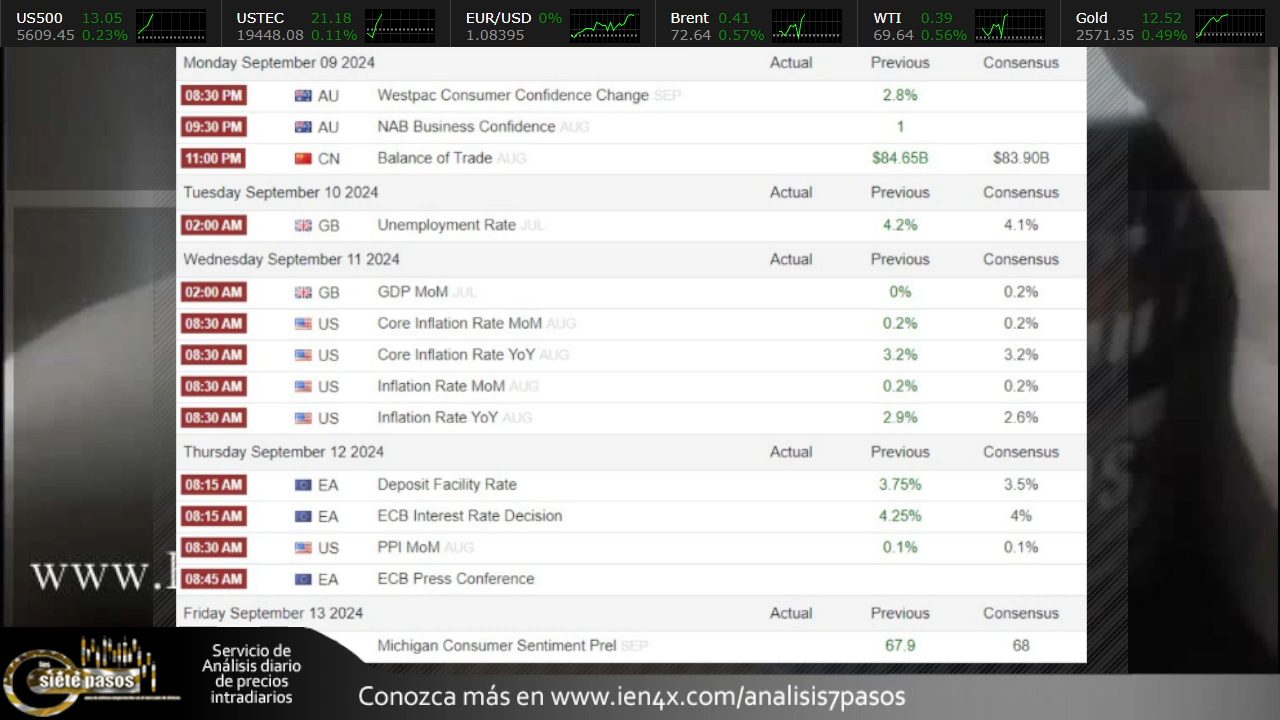 US500 13.05 USTEC 21.18 EUR/USD 0% Brent 0.41 WTI 0.39 Gold 12.52
5609.45 0.23% 19448.08 0.11% 1.08395 72.64 0.57% 69.64 0.56% 2571.35 0.49%
Monday September 09 2024 Actual Previous Consensus
08:30 PM AU Westpac Consumer Confidence Change SEP 2.8%
09:30 PM AU NAB Business Confidence AUG 1
11:00 PM CN Balance of Trade AUG $84.65B $83.90B
Tuesday September 10 2024 Actual Previous Consensus
02:00 AM GB Unemployment Rate JUL 4.2% 4.1%
Wednesday September 11 2024 Actual Previous Consensus
02:00 AM GB GDP MoM JUL 0% 0.2%
08:30 AM US Core Inflation Rate MoM AUG 0.2% 0.2%
08:30 AM US Core Inflation Rate YoY AUG 3.2% 3.2%
08:30 AM US Inflation Rate MoM AUG 0.2% 0.2%
08:30 AM US Inflation Rate YoY AUG 2.9% 2.6%
Thursday September 12 2024 Actual Previous Consensus
08:15 AM EA Deposit Facility Rate 3.75% 3.5%
08:15 AM EA ECB Interest Rate Decision 4.25% 4%
08:30 AM US PPI MoM AUG 0.1% 0.1%
www.
08:45 AM EA ECB Press Conference
Friday September 13 2024 Actual Previous Consensus
Michigan Consumer Sentiment Prel SEP 67.9 68
los
siete pasos
Servicio de
Análisis diario
de precios
intradiarios
Conozca más en www.ien4x.com/analisis7pasos